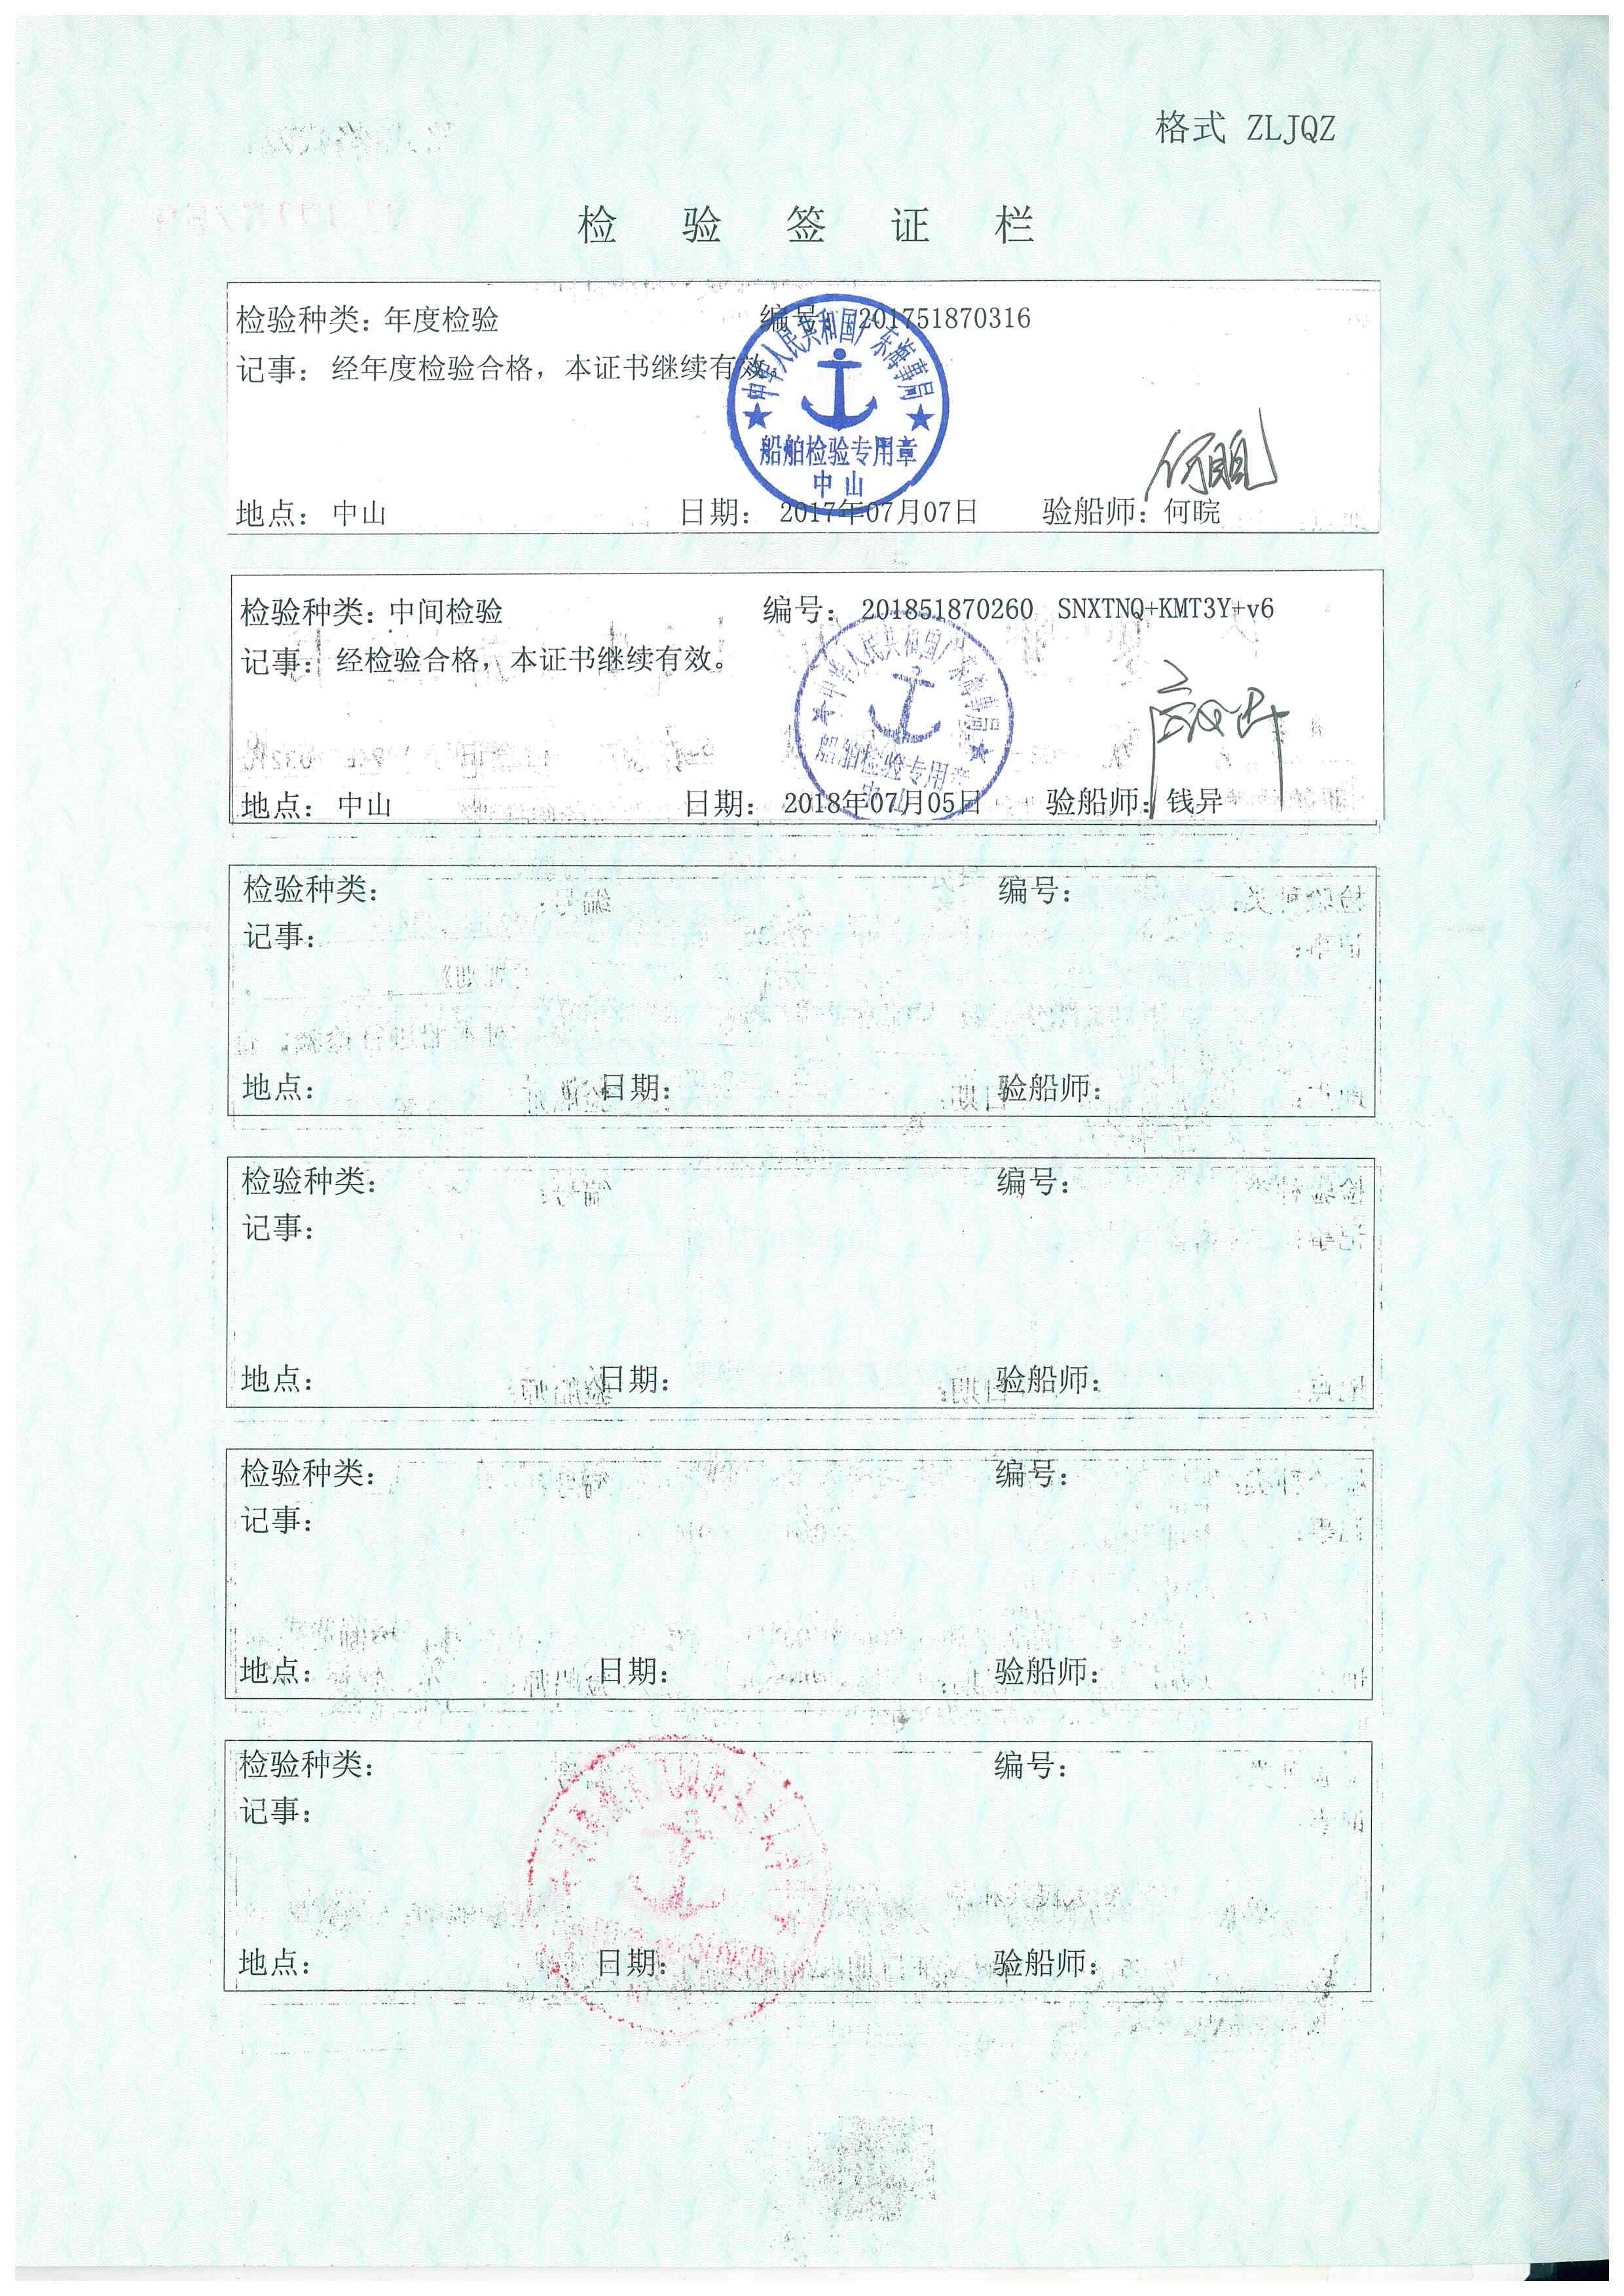 格式 ZLJQZ
检验签证栏
检验种类：年度检验 编号： 201751870316
记事： 经年度检验合格，本证书继续有效。
中华人民共和国广东海事局
船舶检验专用章
中山
地点： 中山 日期： 2017年07月07日 验船师：何晥
检验种类：中间检验 编号： 201851870260 SNXTNQ+KMT3Y+v6
记事： 经检验合格，本证书继续有效。
中华人民共和国广东海事局
船舶检验专用章
中山
地点： 中山 日期： 2018年07月05日 验船师：钱异
检验种类： 编号：
记事：
地点： 日期： 验船师：
检验种类： 编号：
记事：
地点： 日期： 验船师：
检验种类： 编号：
记事：
地点： 日期： 验船师：
检验种类： 编号：
记事：
地点： 日期： 验船师：